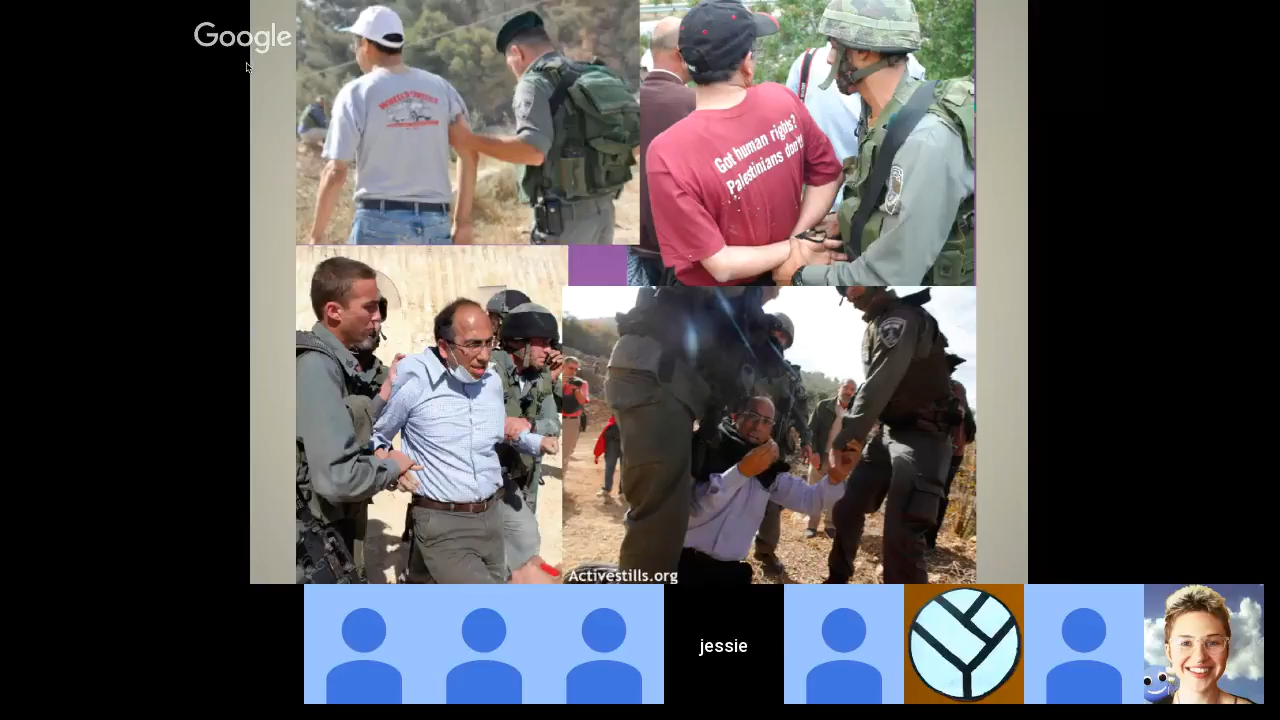 Google
Got human rights?
Palestinians don't!
Activestills.org
jessie